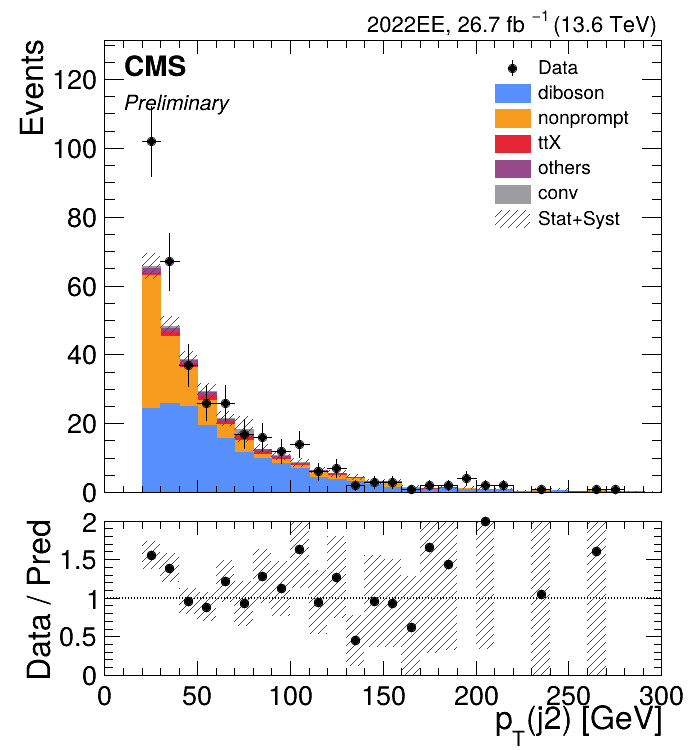 2022EE, 26.7 fb⁻¹ (13.6 TeV)
CMS
Preliminary
Events
120
100
80
60
40
20
0
Data
diboson
nonprompt
ttX
others
conv
Stat+Syst
Data / Pred
2
1.5
1
0.5
0
0 50 100 150 200 250 300
p_T(j2) [GeV]